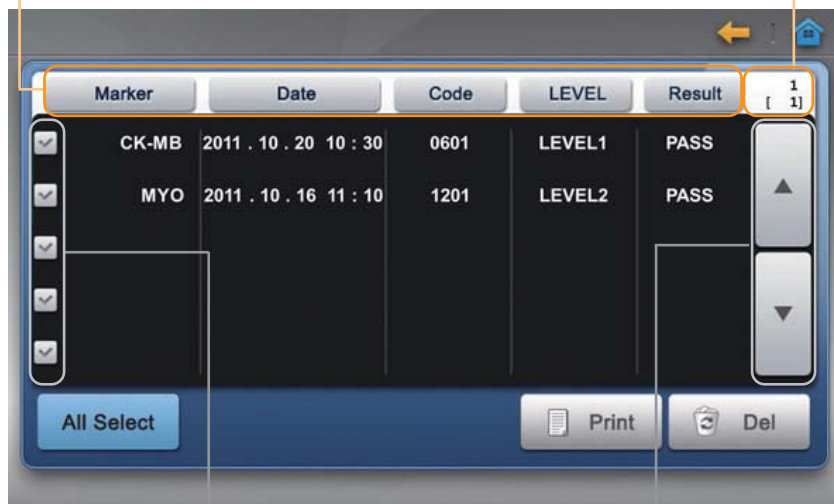 Marker Date Code LEVEL Result 1
[ 1]
CK-MB 2011 . 10 . 20 10 : 30 0601 LEVEL1 PASS
MYO 2011 . 10 . 16 11 : 10 1201 LEVEL2 PASS
All Select Print Del